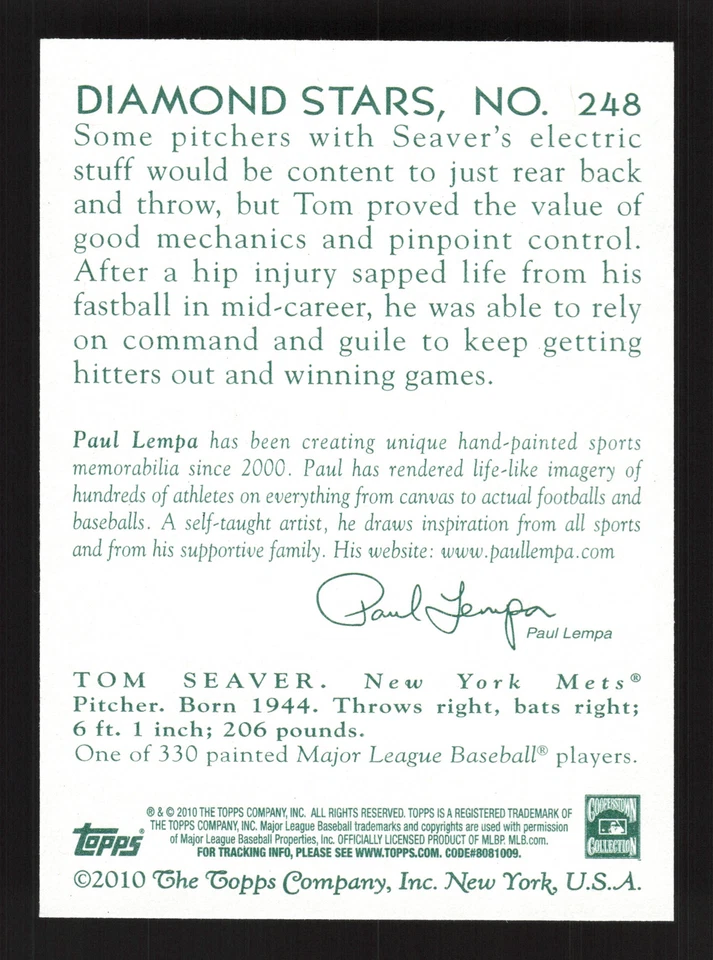 DIAMOND STARS, NO. 248
Some pitchers with Seaver's electric
stuff would be content to just rear back
and throw, but Tom proved the value of
good mechanics and pinpoint control.
After a hip injury sapped life from his
fastball in mid-career, he was able to rely
on command and guile to keep getting
hitters out and winning games.
Paul Lempa has been creating unique hand-painted sports
memorabilia since 2000. Paul has rendered life-like imagery of
hundreds of athletes on everything from canvas to actual footballs and
baseballs. A self-taught artist, he draws inspiration from all sports
and from his supportive family. His website: www.paullempa.com
Paul Lempa
Paul Lempa
TOM SEAVER. New York Mets®
Pitcher. Born 1944. Throws right, bats right;
6 ft. 1 inch; 206 pounds.
One of 330 painted Major League Baseball® players.
topps®
® & © 2010 THE TOPPS COMPANY, INC. ALL RIGHTS RESERVED. TOPPS IS A REGISTERED TRADEMARK OF
THE TOPPS COMPANY, INC. Major League Baseball trademarks and copyrights are used with permission
of Major League Baseball Properties, Inc. OFFICIALLY LICENSED PRODUCT OF MLBP. MLB.com.
FOR TRACKING INFO, PLEASE SEE WWW.TOPPS.COM. CODE#8081009.
COOPERSTOWN
COLLECTION
©2010 The Topps Company, Inc. New York, U.S.A.